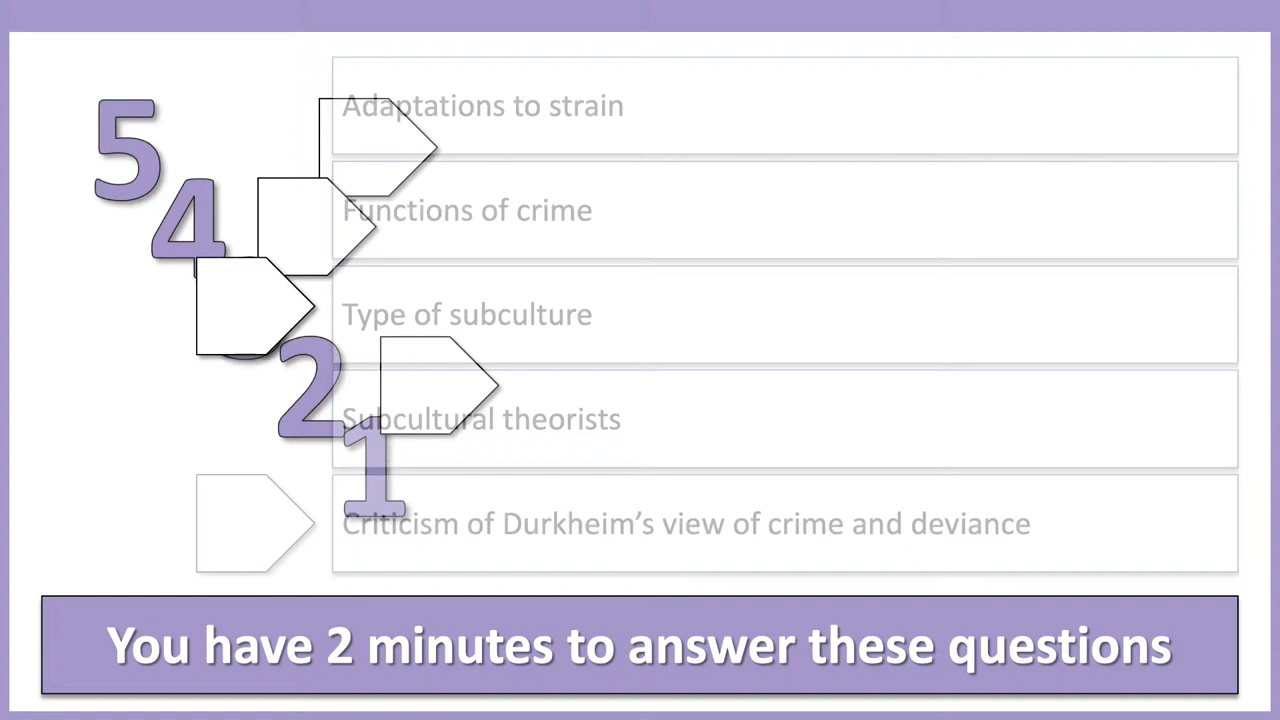 5 Adaptations to strain
4 Functions of crime
Type of subculture
2 Subcultural theorists
1 Criticism of Durkheim’s view of crime and deviance
You have 2 minutes to answer these questions